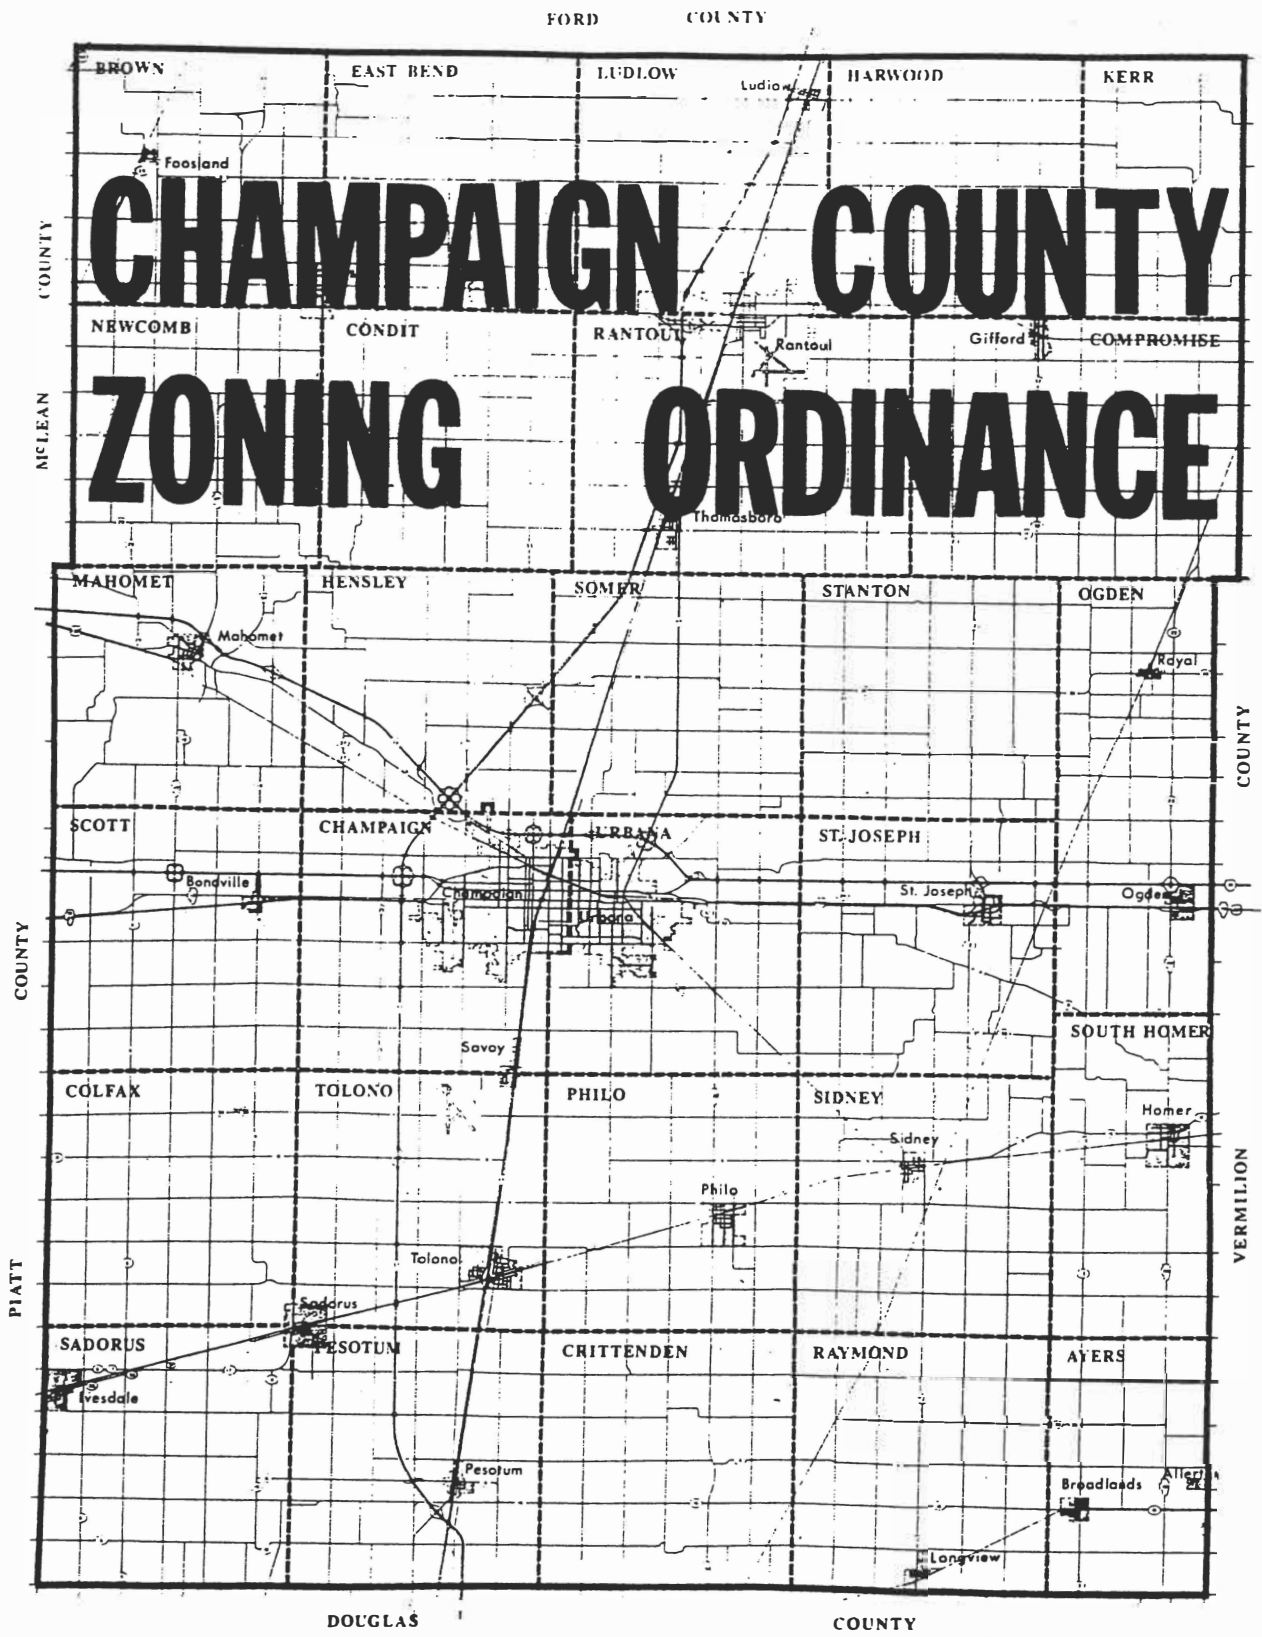 FORD COUNTY
BROWN EAST BEND LUDLOW HARWOOD KERR
Ludlow
Foosland
CHAMPAIGN COUNTY
COUNTY
NEWCOMB CONDIT RANTOUL Gifford COMPROMISE
Rantoul
McLEAN
ZONING ORDINANCE
Thomasboro
MAHOMET HENSLEY SOMER STANTON OGDEN
Mahomet
Royal
COUNTY
SCOTT CHAMPAIGN URBANA ST. JOSEPH
Bondville Champaign St. Joseph Ogden
Urbana
COUNTY
SOUTH HOMER
Savoy
COLFAX TOLONO PHILO SIDNEY
Homer
Sidney
VERMILION
Philo
Tolono
PIATT
Sadorus
SADORUS PESOTUM CRITTENDEN RAYMOND AYERS
Ivesdale
Pesotum
Allerton
Broadlands
Longview
DOUGLAS COUNTY